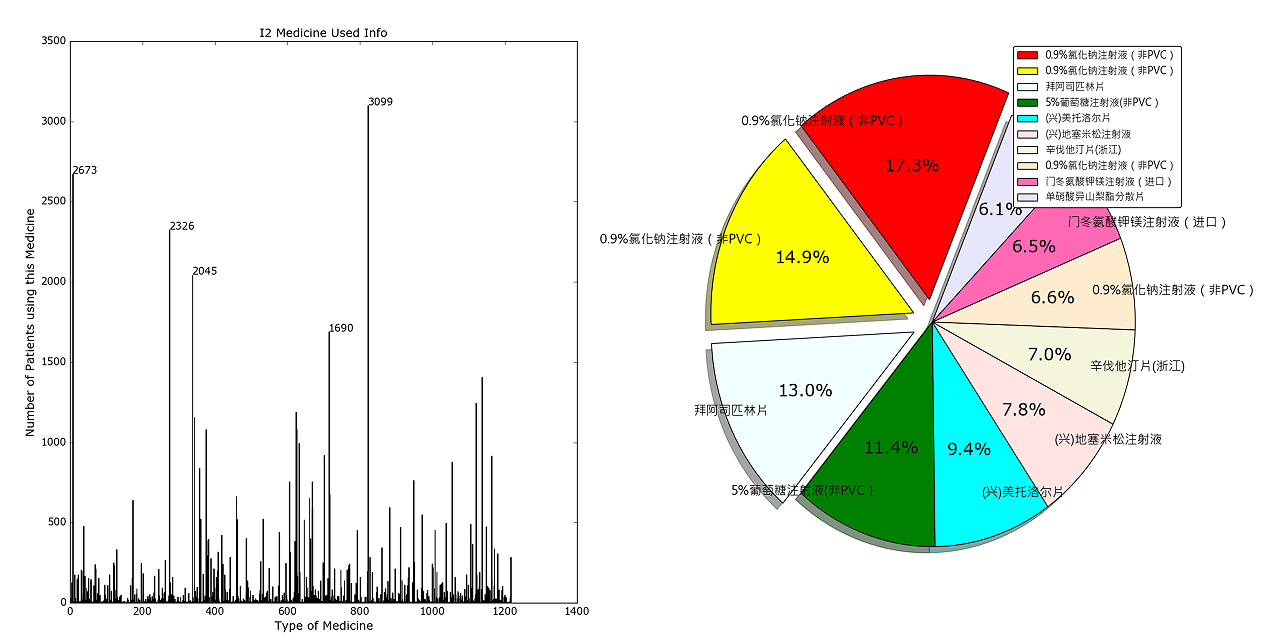 I2 Medicine Used Info
3500
3000
2500
2000
1500
1000
500
0
Number of Patients using this Medicine
2673
2326
2045
1690
3099
0
200
400
600
800
1000
1200
1400
Type of Medicine
0.9%氯化钠注射液(非PVC)
0.9%氯化钠注射液(非PVC)
拜阿司匹林片
5%葡萄糖注射液(非PVC)
(兴)美托洛尔片
(兴)地塞米松注射液
辛伐他汀片(浙江)
0.9%氯化钠注射液(非PVC)
门冬氨酸钾镁注射液(进口)
单硝酸异山梨酯分散片
0.9%氯化钠注射液(非PVC)
17.3%
0.9%氯化钠注射液(非PVC)
14.9%
拜阿司匹林片
13.0%
5%葡萄糖注射液(非PVC)
11.4%
(兴)美托洛尔片
9.4%
(兴)地塞米松注射液
7.8%
辛伐他汀片(浙江)
7.0%
0.9%氯化钠注射液(非PVC)
6.6%
门冬氨酸钾镁注射液(进口)
6.5%
6.1%